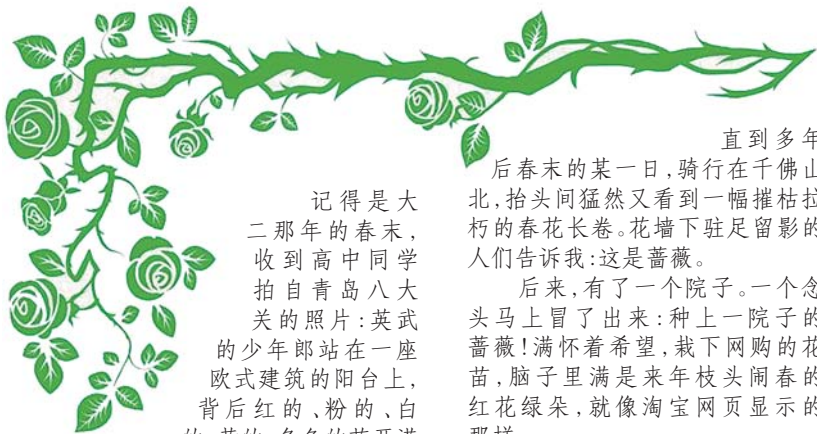 记得是大
二那年的春末，
收到高中同学
拍自青岛八大
关的照片：英武
的少年郎站在一座
欧式建筑的阳台上，
背后红的、粉的、白
直到多年
后春末的某一日，骑行在千佛山
北，抬头间猛然又看到一幅摧枯拉
朽的春花长卷。花墙下驻足留影的
人们告诉我：这是蔷薇。
后来，有了一个院子。一个念
头马上冒了出来：种上一院子的
蔷薇！满怀着希望，栽下网购的花
苗，脑子里满是来年枝头闹春的
红花绿朵，就像淘宝网页显示的
那样